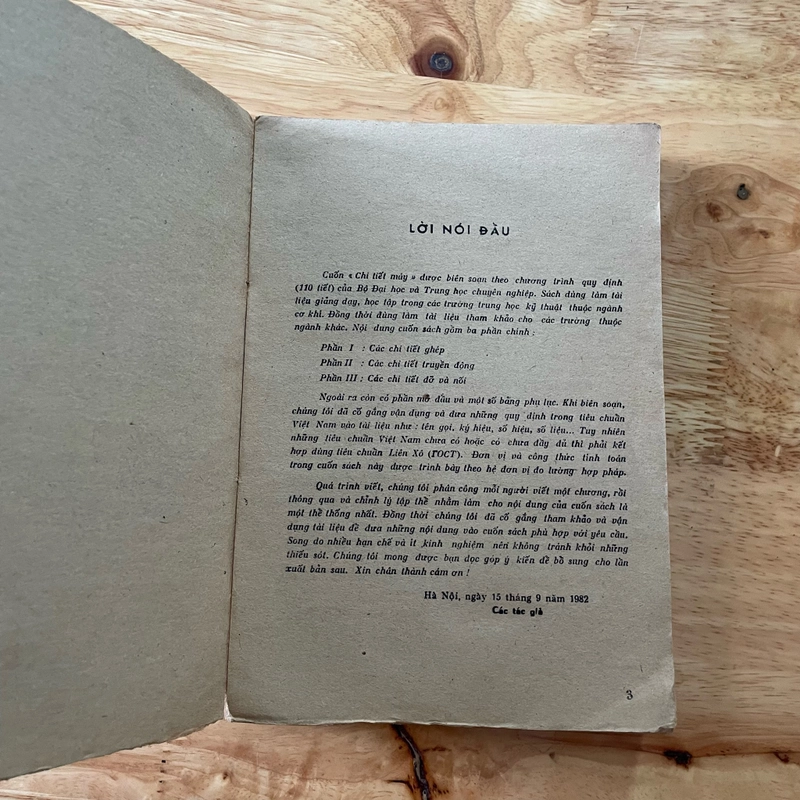 LỜI NÓI ĐẦU
Cuốn « Chi tiết máy » được biên soạn theo chương trình quy định
(110 tiết) của Bộ Đại học và Trung học chuyên nghiệp. Sách dùng làm tài
liệu giảng dạy, học tập trong các trường trung học kỹ thuật thuộc ngành
cơ khí. Đồng thời dùng làm tài liệu tham khảo cho các trường thuộc
ngành khác. Nội dung cuốn sách gồm ba phần chính :
Phần I : Các chi tiết ghép
Phần II : Các chi tiết truyền động
Phần III : Các chi tiết đỡ và nối
Ngoài ra còn có phần mở đầu và một số bảng phụ lục. Khi biên soạn,
chúng tôi đã cố gắng vận dụng và đưa những quy định trong tiêu chuẩn
Việt Nam vào tài liệu như : tên gọi, ký hiệu, số hiệu, số liệu... Tuy nhiên
những tiêu chuẩn Việt Nam chưa có hoặc có chưa đầy đủ thì phải kết
hợp dùng tiêu chuẩn Liên Xô (ГOCT). Đơn vị và công thức tính toán
trong cuốn sách này được trình bày theo hệ đơn vị đo lường hợp pháp.
Quá trình viết, chúng tôi phân công mỗi người viết một chương, rồi
thông qua và chỉnh lý tập thể nhằm làm cho nội dung của cuốn sách là
một thể thống nhất. Đồng thời chúng tôi đã cố gắng tham khảo và vận
dụng tài liệu để đưa những nội dung vào cuốn sách phù hợp với yêu cầu.
Song do nhiều hạn chế và ít kinh nghiệm nên không tránh khỏi những
thiếu sót. Chúng tôi mong được bạn đọc góp ý kiến để bổ sung cho lần
xuất bản sau. Xin chân thành cảm ơn !
Hà Nội, ngày 15 tháng 9 năm 1982
Các tác giả
3